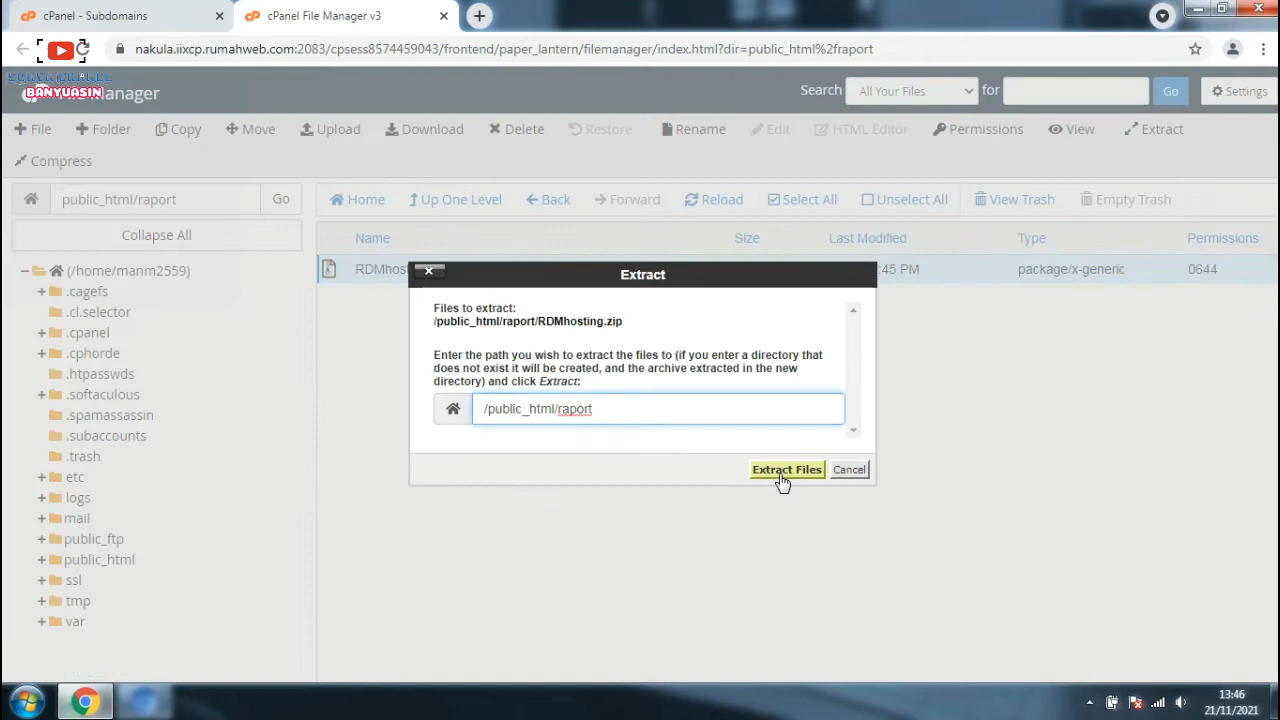 cPanel - Subdomains
cPanel File Manager v3
nakula.iixcp.rumahweb.com:2083/cpsess8574459043/frontend/paper_lantern/filemanager/index.html?dir=public_html%2fraport
BANYUASIN
Manager
Search
All Your Files
for
Go
Settings
File
Folder
Copy
Move
Upload
Download
Delete
Restore
Rename
Edit
HTML Editor
Permissions
View
Extract
Compress
public_html/raport
Go
Home
Up One Level
Back
Forward
Reload
Select All
Unselect All
View Trash
Empty Trash
Collapse All
Name
Size
Last Modified
Type
Permissions
(/home/manm2559)
.cagefs
.cl.selector
.cpanel
.cphorde
.htpasswds
.softaculous
.spamassassin
.subaccounts
.trash
etc
logs
mail
public_ftp
public_html
ssl
tmp
var
RDMhos
:45 PM
package/x-generic
0644
Extract
Files to extract:
/public_html/raport/RDMhosting.zip
Enter the path you wish to extract the files to (if you enter a directory that
does not exist it will be created, and the archive extracted in the new
directory) and click Extract:
/public_html/raport
Extract Files
Cancel
13:46
21/11/2021